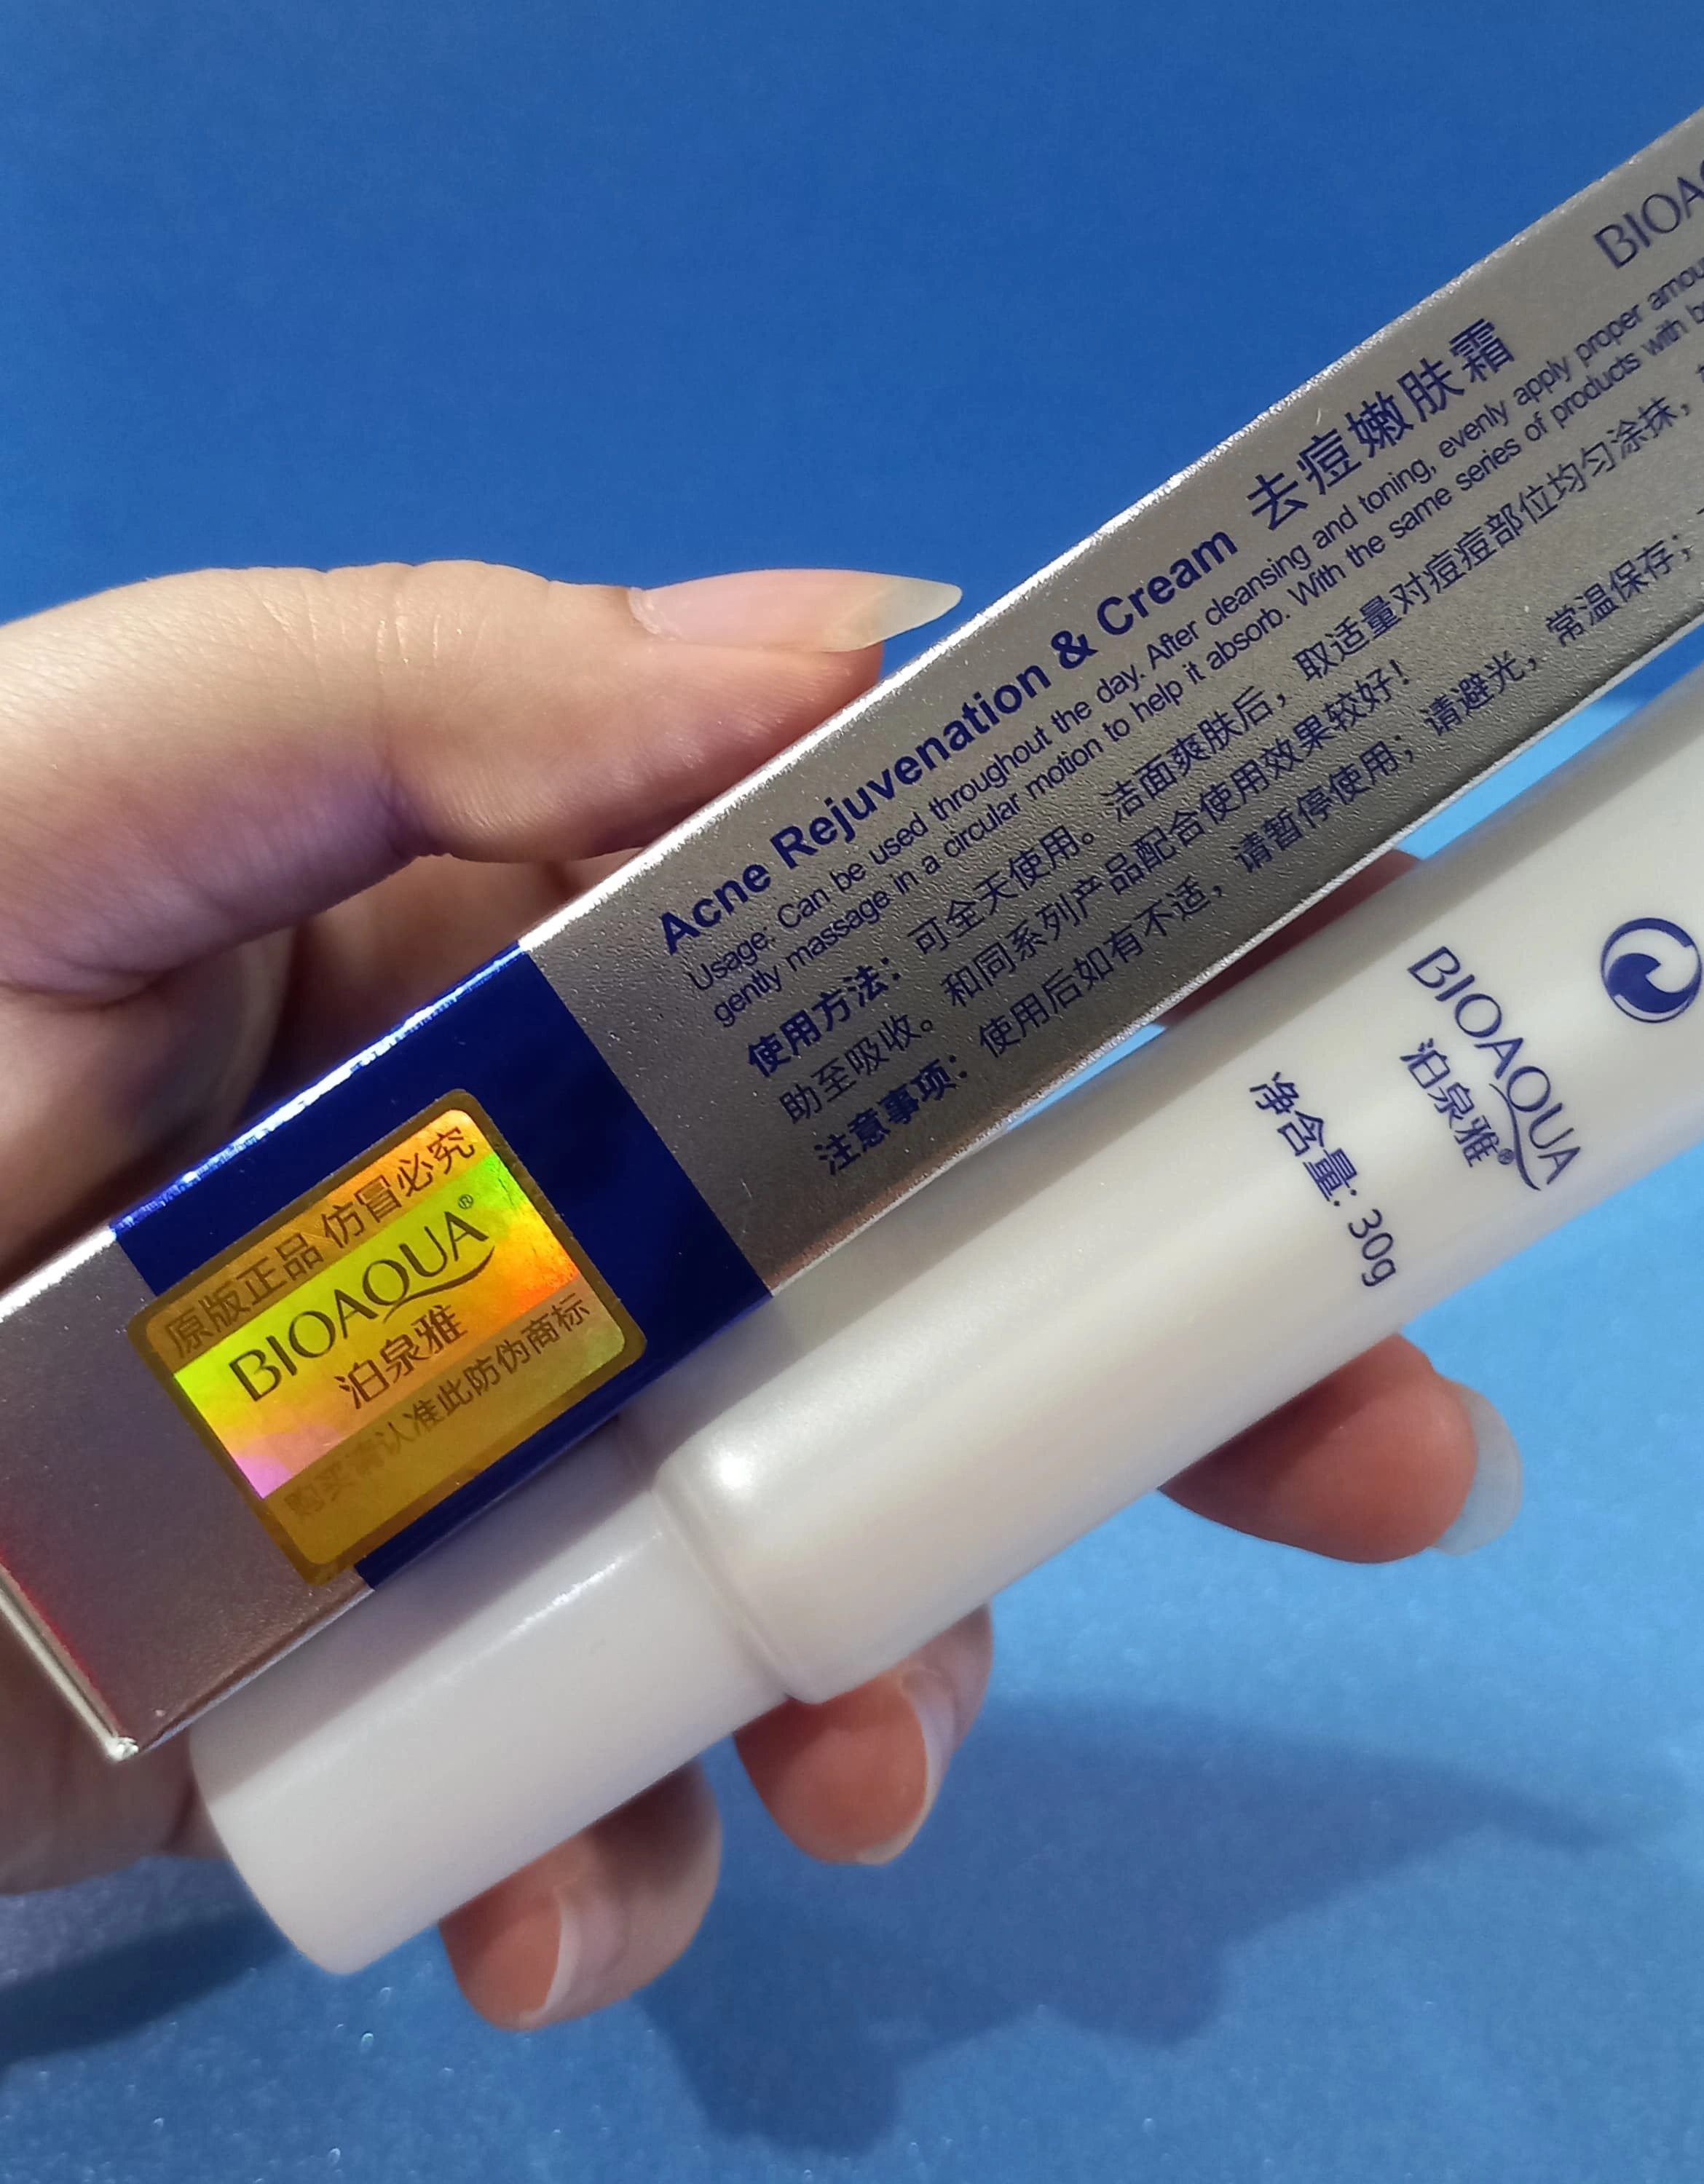 BIOA
Acne Rejuvenation & Cream 去痘嫩肤霜
Usage: Can be used throughout the day. After cleansing and toning, evenly apply proper
gently massage in a circular motion to help it absorb. With the same series of products with
使用方法：可全天使用。洁面爽肤后，取适量对痘痘部位均匀涂抹，
助至吸收。和同系列产品配合使用效果较好！
注意事项：使用后如有不适，请暂停使用；请避光，常温保存；
原版正品 仿冒必究
BIOAQUA®
泊泉雅
购买请认准此防伪商标
BIOAQUA
泊泉雅®
净含量: 30g